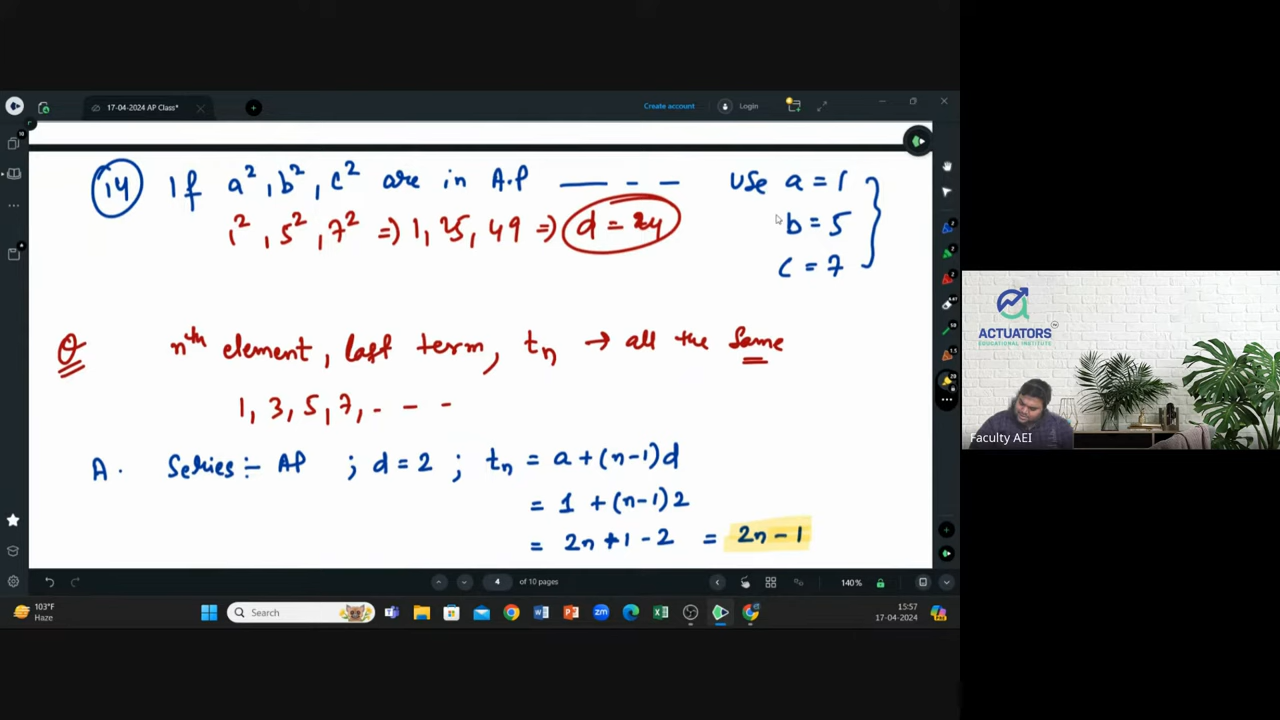 17-04-2024 AP Class*
Create account
Login
14 If a², b², c² are in A.P — - -
use a = 1
b = 5
c = 7
1², 5², 7² => 1, 25, 49 => d = 24
Q nth element, last term, tn → all the Same
1, 3, 5, 7, - - -
A. Series :- AP ; d = 2 ; tn = a + (n-1)d
= 1 + (n-1) 2
= 2n + 1 - 2 = 2n - 1
ACTUATORS
EDUCATIONAL INSTITUTE
Faculty AEI
4 of 10 pages
140%
103°F
Haze
Search
15:57
17-04-2024